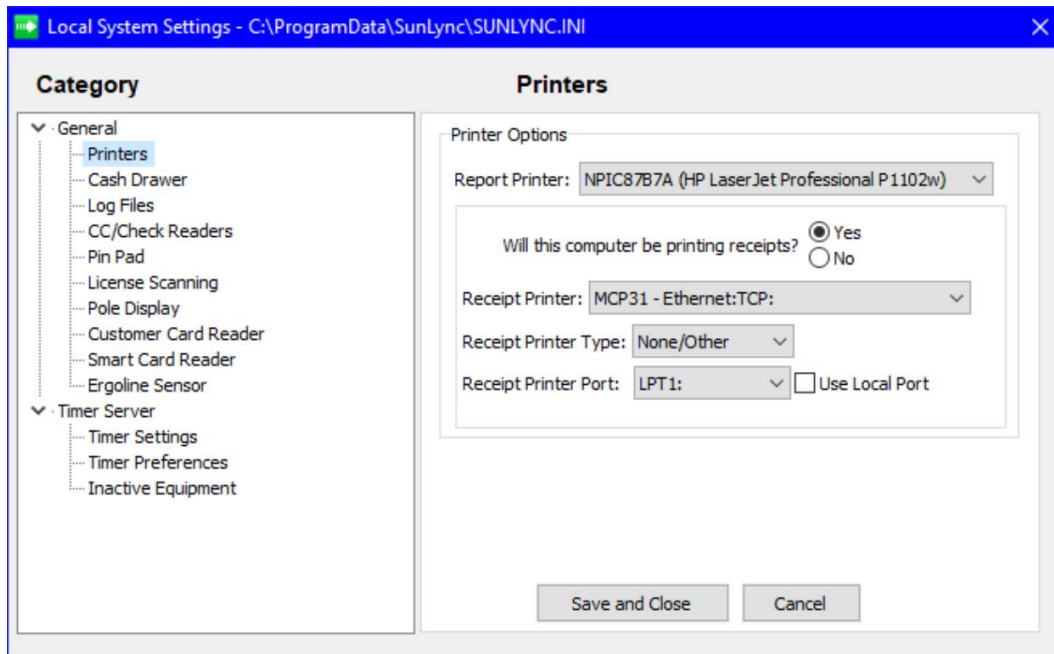 Local System Settings - C:\ProgramData\SunLync\SUNLYNC.INI
Category
General
Printers
Cash Drawer
Log Files
CC/Check Readers
Pin Pad
License Scanning
Pole Display
Customer Card Reader
Smart Card Reader
Ergoline Sensor
Timer Server
Timer Settings
Timer Preferences
Inactive Equipment
Printers
Printer Options
Report Printer: NPIC87B7A (HP LaserJet Professional P1102w)
Will this computer be printing receipts? Yes
No
Receipt Printer: MCP31 - Ethernet:TCP:
Receipt Printer Type: None/Other
Receipt Printer Port: LPT1: Use Local Port
Save and Close Cancel